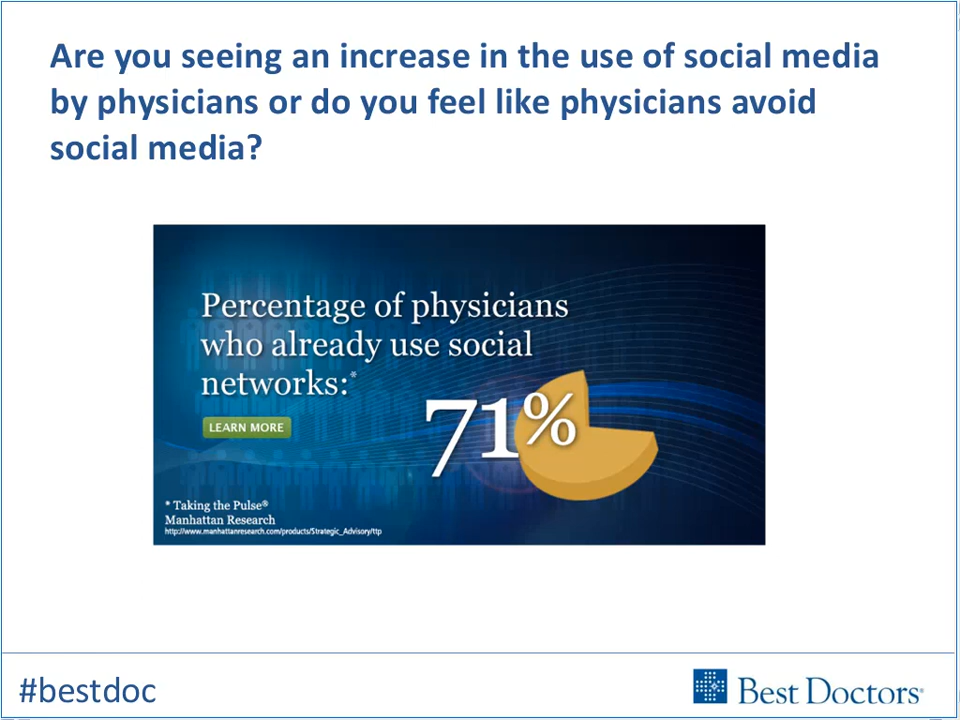 Are you seeing an increase in the use of social media
by physicians or do you feel like physicians avoid
social media?
Percentage of physicians
who already use social
networks:*
LEARN MORE
71%
* Taking the Pulse®
Manhattan Research
http://www.manhattanresearch.com/products/Strategic_Advisory/ttp
#bestdoc
Best Doctors®